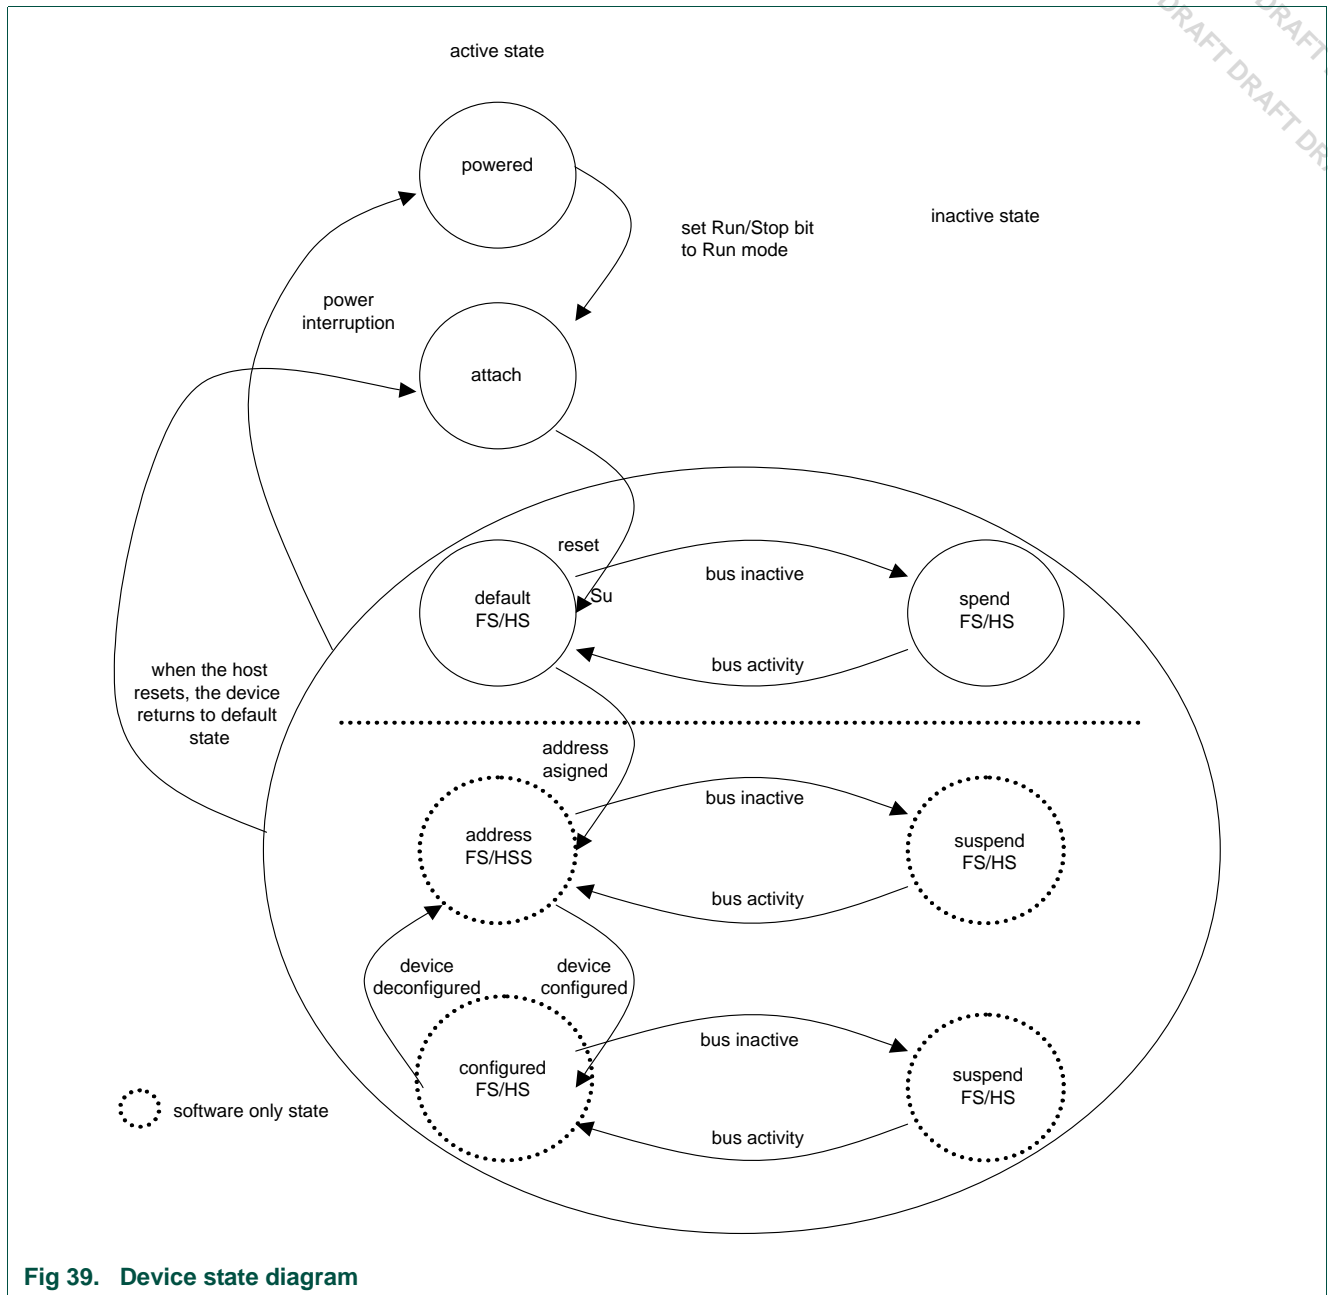 DRAFT DRAFT DRA
DRAFT
active state
powered
inactive state
set Run/Stop bit
to Run mode
power
interruption
attach
reset
bus inactive
default
FS/HS
Su
spend
FS/HS
bus activity
when the host
resets, the device
returns to default
state
address
asigned
bus inactive
address
FS/HSS
suspend
FS/HS
bus activity
device
deconfigured
device
configured
bus inactive
configured
FS/HS
suspend
FS/HS
software only state
bus activity
Fig 39. Device state diagram